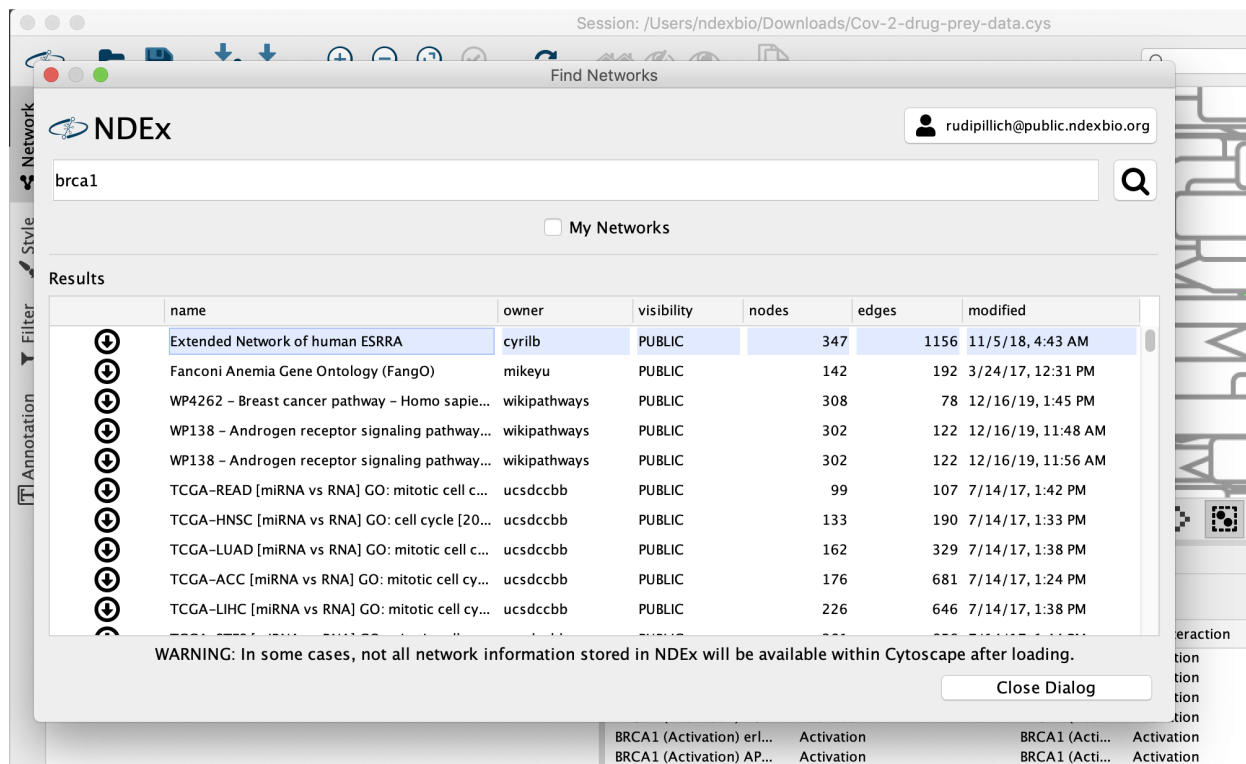 Session: /Users/ndexbio/Downloads/Cov-2-drug-prey-data.cys
Find Networks
Network
Style
Filter
Annotation
NDEx
rudipillich@public.ndexbio.org
brca1
My Networks
Results
name owner visibility nodes edges modified
Extended Network of human ESRRA cyrilb PUBLIC 347 1156 11/5/18, 4:43 AM
Fanconi Anemia Gene Ontology (FangO) mikeyu PUBLIC 142 192 3/24/17, 12:31 PM
WP4262 – Breast cancer pathway – Homo sapie... wikipathways PUBLIC 308 78 12/16/19, 1:45 PM
WP138 – Androgen receptor signaling pathway... wikipathways PUBLIC 302 122 12/16/19, 11:48 AM
WP138 – Androgen receptor signaling pathway... wikipathways PUBLIC 302 122 12/16/19, 11:56 AM
TCGA-READ [miRNA vs RNA] GO: mitotic cell c... ucsdccbb PUBLIC 99 107 7/14/17, 1:42 PM
TCGA-HNSC [miRNA vs RNA] GO: cell cycle [20... ucsdccbb PUBLIC 133 190 7/14/17, 1:33 PM
TCGA-LUAD [miRNA vs RNA] GO: mitotic cell c... ucsdccbb PUBLIC 162 329 7/14/17, 1:38 PM
TCGA-ACC [miRNA vs RNA] GO: mitotic cell cy... ucsdccbb PUBLIC 176 681 7/14/17, 1:24 PM
TCGA-LIHC [miRNA vs RNA] GO: mitotic cell cy... ucsdccbb PUBLIC 226 646 7/14/17, 1:38 PM
WARNING: In some cases, not all network information stored in NDEx will be available within Cytoscape after loading.
Close Dialog
eraction
tion
tion
tion
tion
BRCA1 (Activation) erl... Activation BRCA1 (Acti... Activation
BRCA1 (Activation) AP... Activation BRCA1 (Acti... Activation